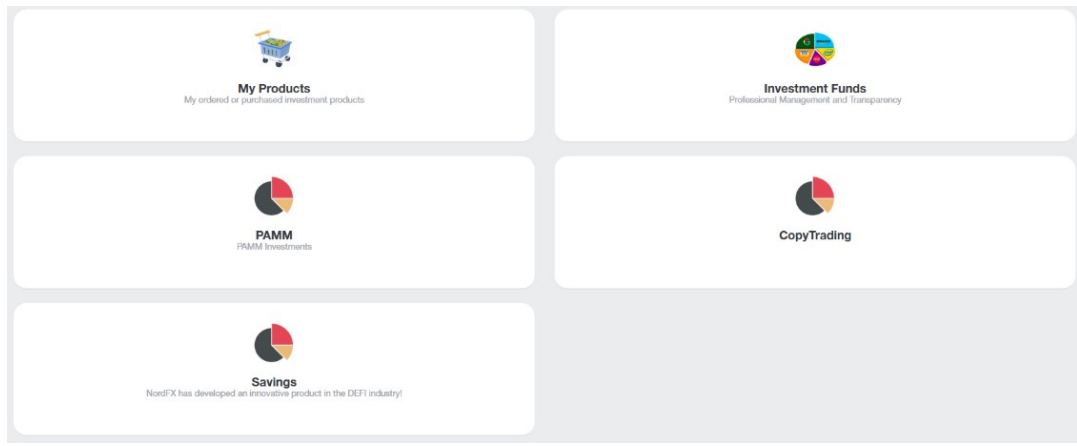 My Products
My ordered or purchased investment products
Investment Funds
Professional Management and Transparency
PAMM
PAMM Investments
CopyTrading
Savings
NordFX has developed an innovative product in the DEFI industry!